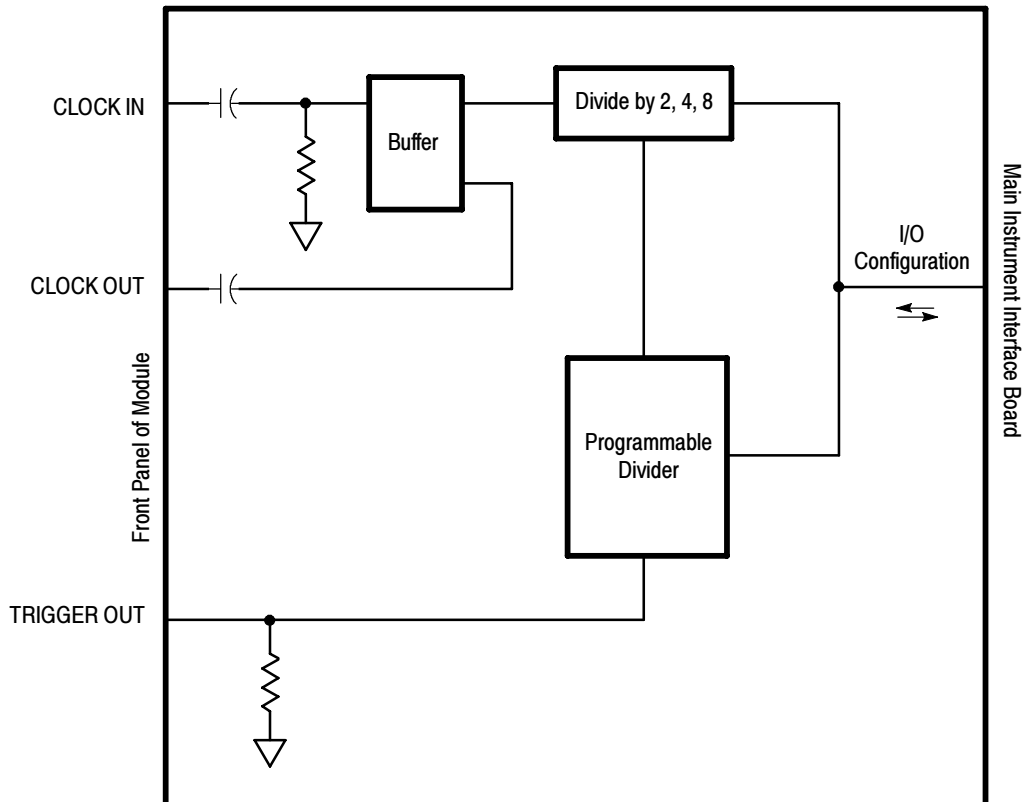 CLOCK IN
Buffer
Divide by 2, 4, 8
CLOCK OUT
I/O
Configuration
Main Instrument Interface Board
Front Panel of Module
Programmable
Divider
TRIGGER OUT